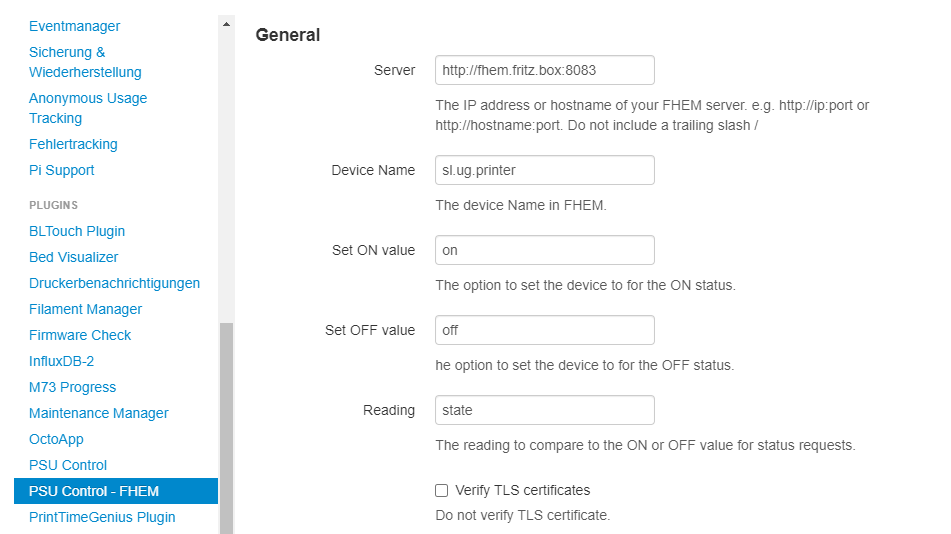 Eventmanager
Sicherung &
Wiederherstellung
Anonymous Usage
Tracking
Fehlertracking
Pi Support
PLUGINS
BLTouch Plugin
Bed Visualizer
Druckerbenachrichtigungen
Filament Manager
Firmware Check
InfluxDB-2
M73 Progress
Maintenance Manager
OctoApp
PSU Control
PSU Control - FHEM
PrintTimeGenius Plugin
General
Server
http://fhem.fritz.box:8083
The IP address or hostname of your FHEM server. e.g. http://ip:port or
http://hostname:port. Do not include a trailing slash /
Device Name
sl.ug.printer
The device Name in FHEM.
Set ON value
on
The option to set the device to for the ON status.
Set OFF value
off
he option to set the device to for the OFF status.
Reading
state
The reading to compare to the ON or OFF value for status requests.
Verify TLS certificates
Do not verify TLS certificate.